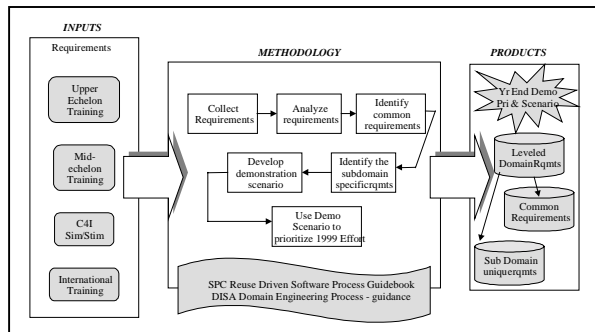 INPUTS
Requirements
Upper
Echelon
Training
Mid-
echelon
Training
C4I
Sim/Stim
International
Training
METHODOLOGY
Collect
Requirements
Analyze
requirements
Identify
common
requirements
Identify the
subdomain
specificrqmts
Develop
demonstration
scenario
Use Demo
Scenario to
prioritize 1999 Effort
SPC Reuse Driven Software Process Guidebook
DISA Domain Engineering Process - guidance
PRODUCTS
Yr End Demo
Pri & Scenario
Leveled
DomainRqmts
Common
Requirements
Sub Domain
uniquerqmts